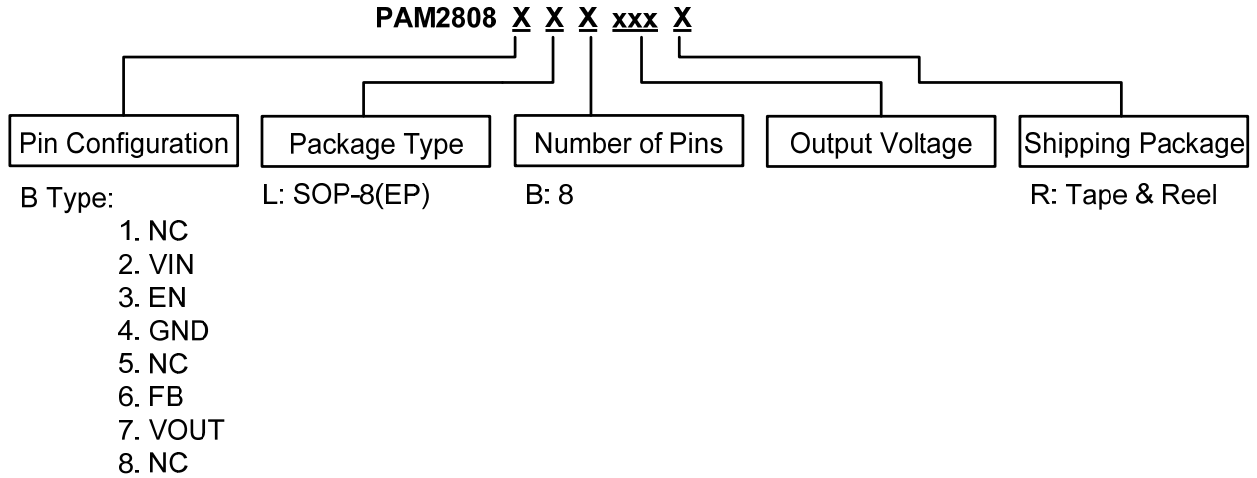 PAM2808 X X X xxx X
Pin Configuration
Package Type
Number of Pins
Output Voltage
Shipping Package
B Type:
L: SOP-8(EP)
B: 8
R: Tape & Reel
1. NC
2. VIN
3. EN
4. GND
5. NC
6. FB
7. VOUT
8. NC